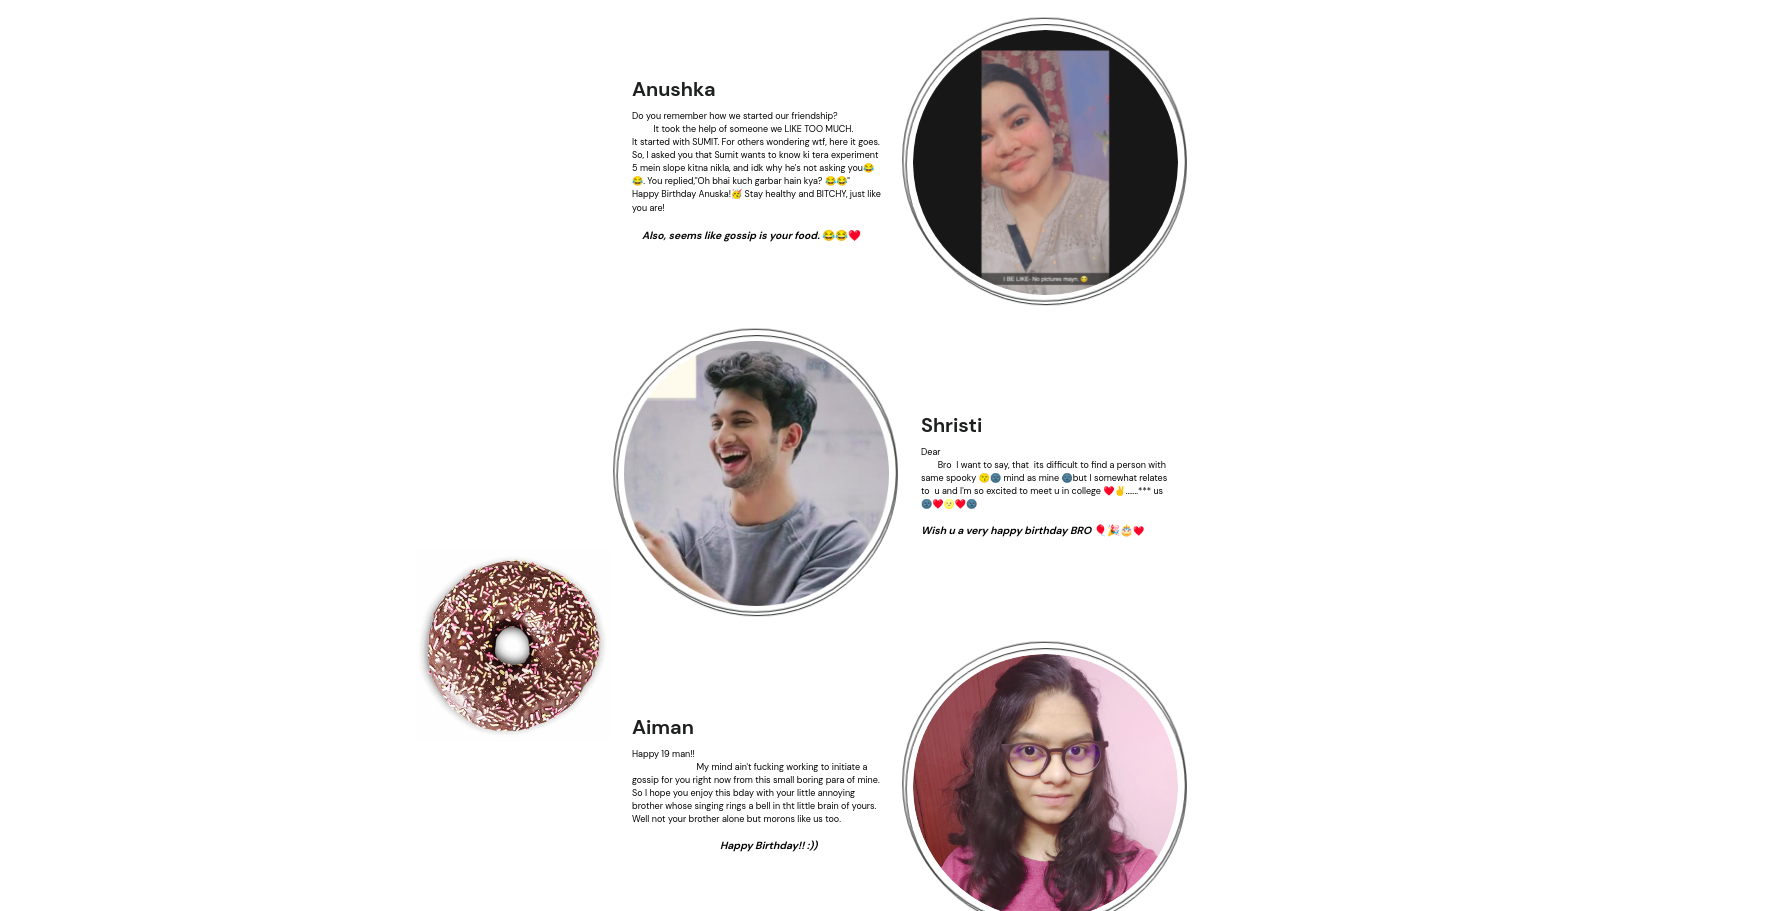 Anushka
Do you remember how we started our friendship?
It took the help of someone we LIKE TOO MUCH.
It started with SUMIT. For others wondering wtf, here it goes.
So, I asked you that Sumit wants to know ki tera experiment
5 mein slope kitna nikla, and idk why he's not asking you😂
😂. You replied,"Oh bhai kuch garbar hain kya? 😂😂"
Happy Birthday Anuska!🥳 Stay healthy and BITCHY, just like
you are!
Also, seems like gossip is your food. 😂😂❤️
I BE LIKE- No pictures mayn. 🥺
Shristi
Dear
Bro I want to say, that its difficult to find a person with
same spooky 😙🌚 mind as mine 🌚but I somewhat relates
to u and I'm so excited to meet u in college ❤️✌️......*** us
🌚❤️🌝❤️🌚
Wish u a very happy birthday BRO 🎈🎉🎂❤️
Aiman
Happy 19 man!!
My mind ain't fucking working to initiate a
gossip for you right now from this small boring para of mine.
So I hope you enjoy this bday with your little annoying
brother whose singing rings a bell in tht little brain of yours.
Well not your brother alone but morons like us too.
Happy Birthday!! :))